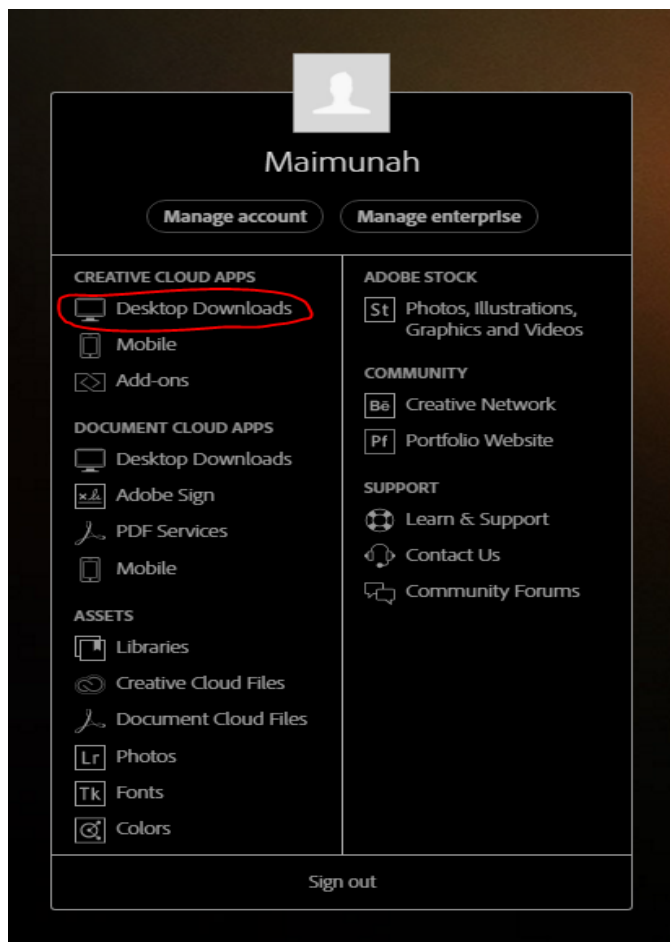 Maimunah
Manage account
Manage enterprise
CREATIVE CLOUD APPS
Desktop Downloads
Mobile
Add-ons
DOCUMENT CLOUD APPS
Desktop Downloads
Adobe Sign
PDF Services
Mobile
ASSETS
Libraries
Creative Cloud Files
Document Cloud Files
Lr Photos
Tk Fonts
Colors
ADOBE STOCK
St Photos, Illustrations,
Graphics and Videos
COMMUNITY
Bē Creative Network
Pf Portfolio Website
SUPPORT
Learn & Support
Contact Us
Community Forums
Sign out